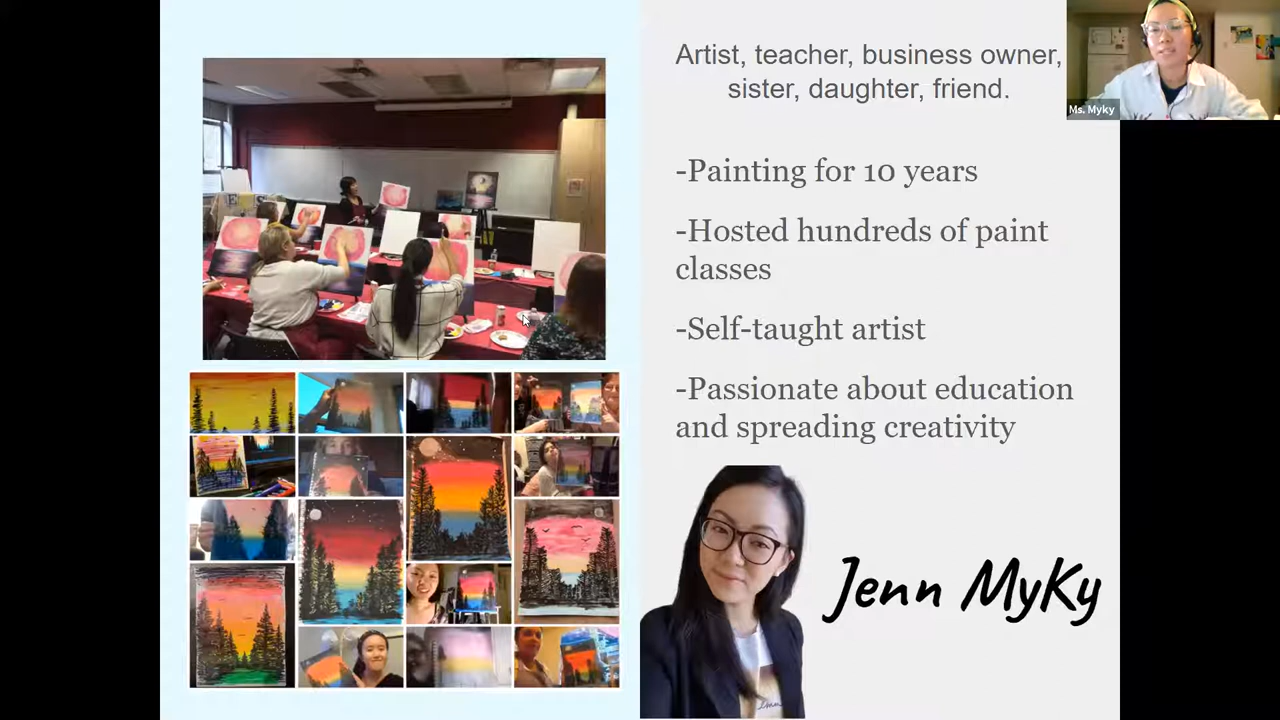 Artist, teacher, business owner,
sister, daughter, friend.
Ms. Myky
-Painting for 10 years
-Hosted hundreds of paint
classes
-Self-taught artist
-Passionate about education
and spreading creativity
Jenn MyKy